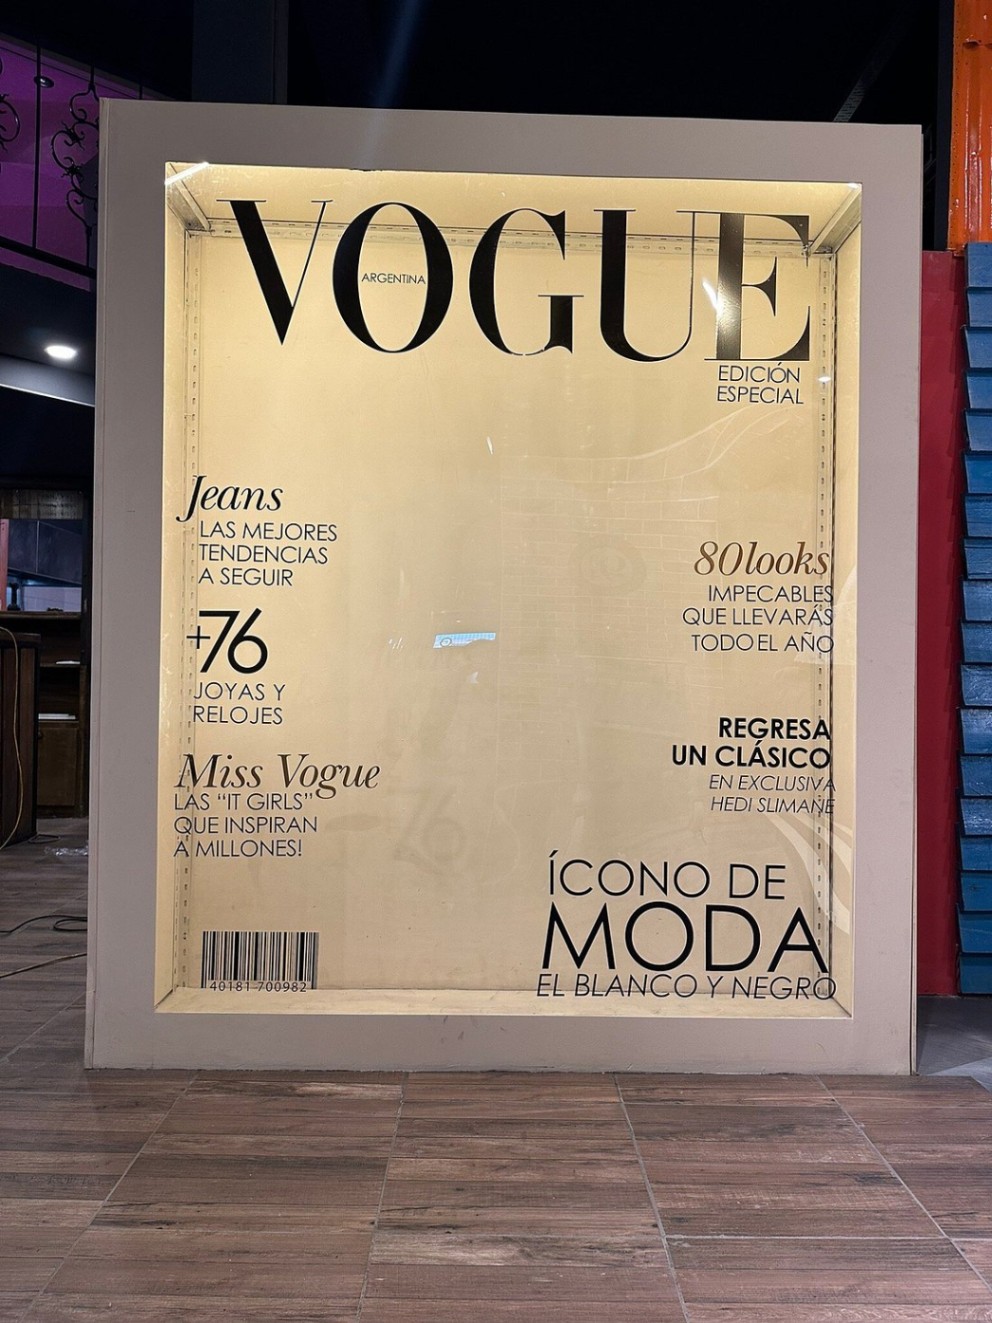 VOGUE
ARGENTINA
EDICIÓN
ESPECIAL
Jeans
LAS MEJORES
TENDENCIAS
A SEGUIR
+76
JOYAS Y
RELOJES
Miss Vogue
LAS “IT GIRLS”
QUE INSPIRAN
A MILLONES!
40181 700982
80looks
IMPECABLES
QUE LLEVARÁS
TODO EL AÑO
REGRESA
UN CLÁSICO
EN EXCLUSIVA
HEDI SLIMANE
ÍCONO DE
MODA
EL BLANCO Y NEGRO